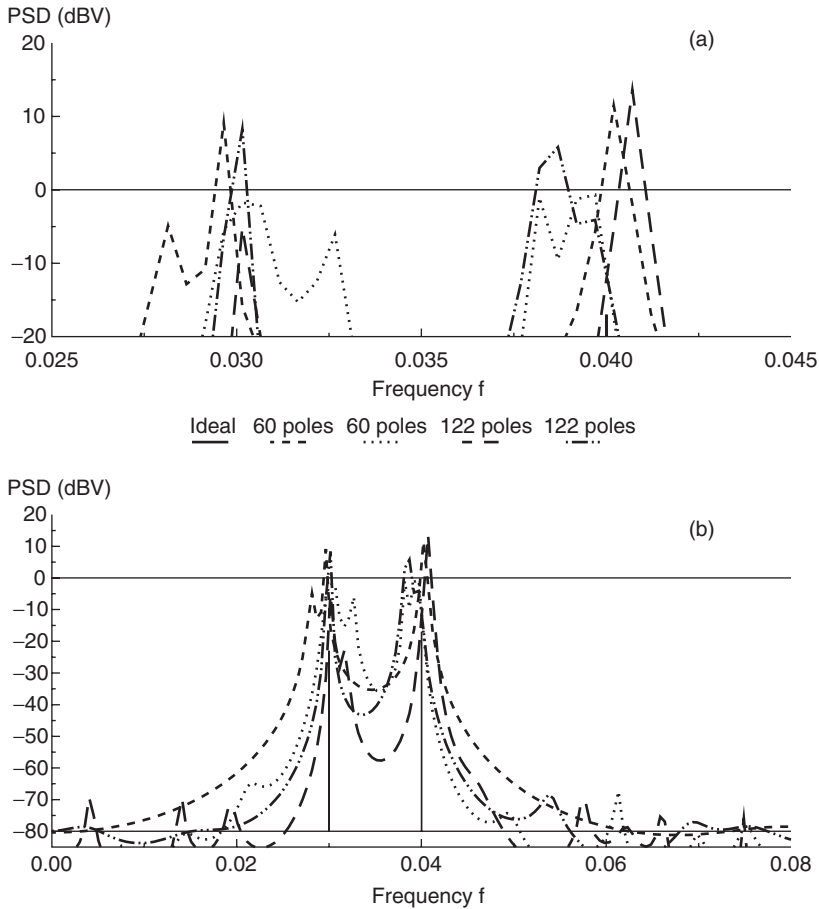 PSD (dBV)
(a)
20
10
0
−10
−20
0.025 0.030 0.035 0.040 0.045
Frequency f
Ideal 60 poles 60 poles 122 poles 122 poles
PSD (dBV)
(b)
20
10
0
−10
−20
−30
−40
−50
−60
−70
−80
0.00 0.02 0.04 0.06 0.08
Frequency f